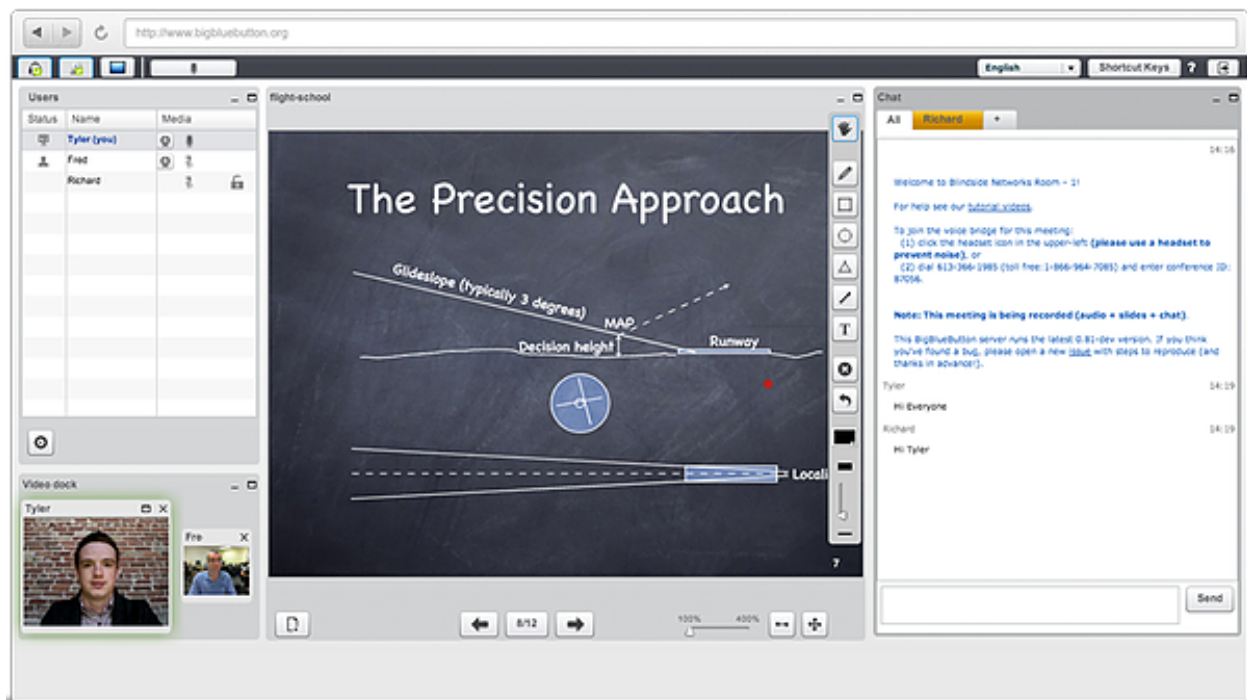 http://www.bigbluebutton.org
English
Shortcut Keys
?
Users
Status Name Media
Tyler (you)
Fred
Richard
flight-school
The Precision Approach
Glideslope (typically 3 degrees)
MAP
Decision height
Runway
Locali
T
7
8/12
100% 400%
Video dock
Tyler
Fre
Chat
All
Richard
+
14:16
Welcome to Blindside Networks Room - 1!
For help see our tutorial videos.
To join the voice bridge for this meeting:
(1) click the headset icon in the upper-left (please use a headset to
prevent noise), or
(2) dial 613-366-1985 (toll free: 1-866-964-7085) and enter conference ID:
87056.
Note: This meeting is being recorded (audio + slides + chat).
This BigBlueButton server runs the latest 0.81-dev version. If you think
you've found a bug, please open a new issue with steps to reproduce (and
thanks in advance!).
Tyler 14:19
Hi Everyone
Richard 14:19
Hi Tyler
Send